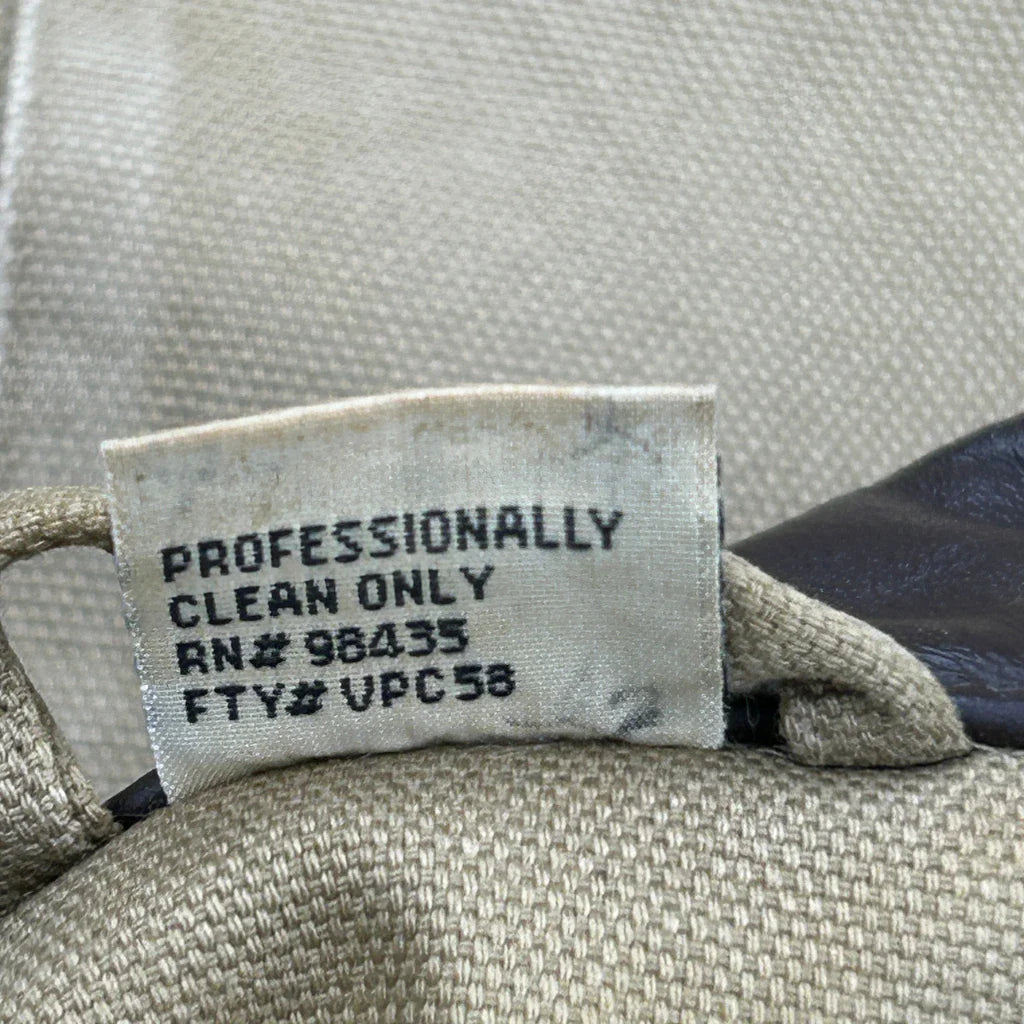 PROFESSIONALLY
CLEAN ONLY
RN# 98435
FTY# VPC58